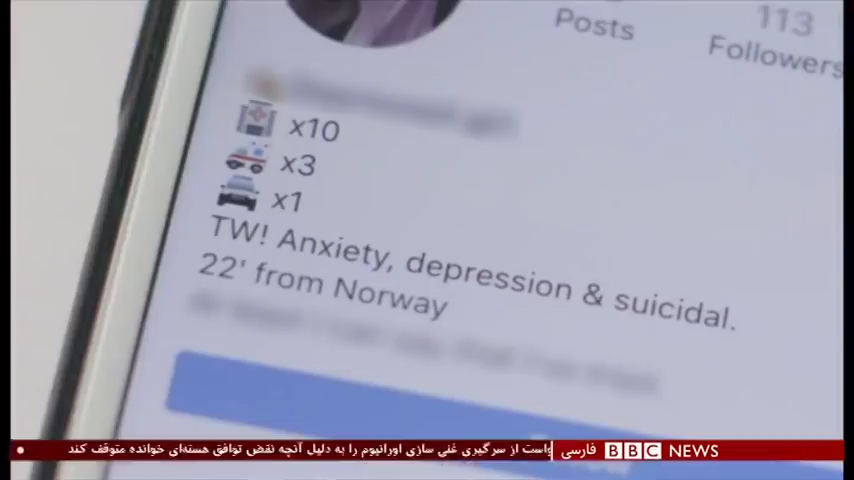 Posts
113
Followers
x10
x3
x1
TW! Anxiety, depression & suicidal.
22' from Norway
واست از سرگیری غنی سازی اورانیوم را به دلیل آنچه نقض توافق هسته‌ای خوانده متوقف کند
فارسی BBC NEWS